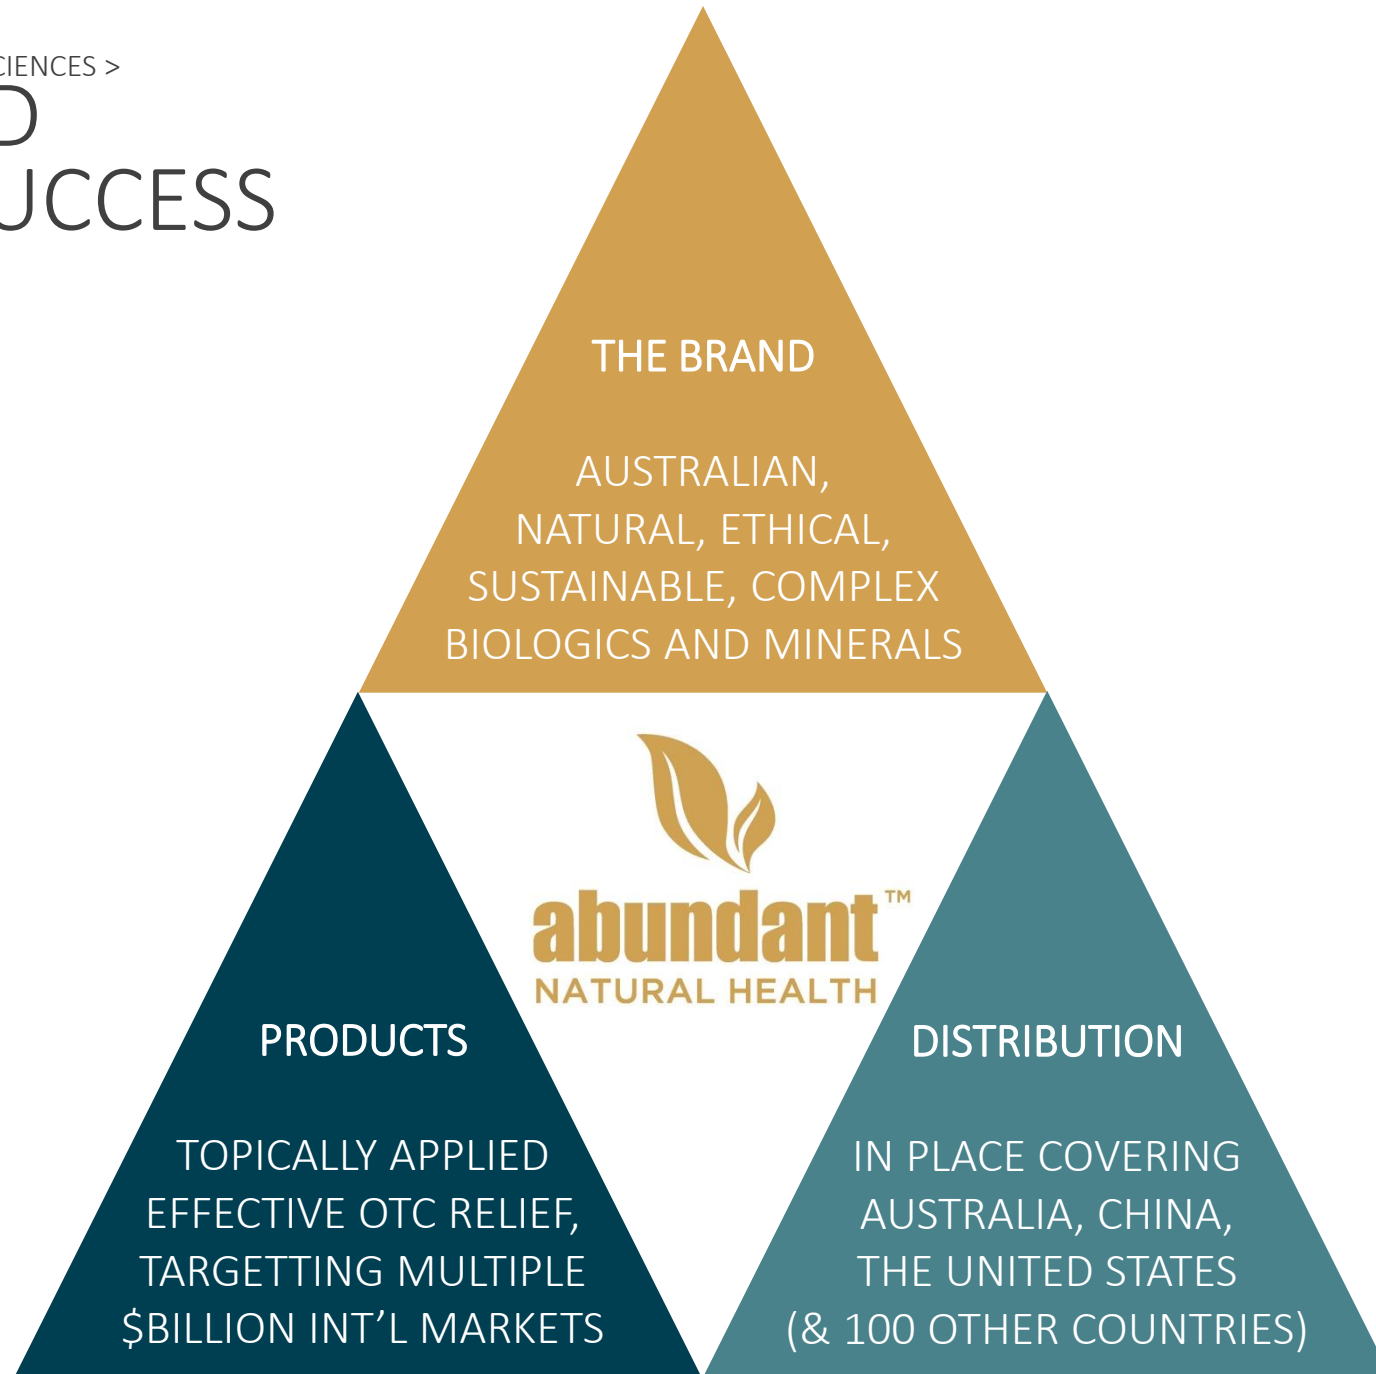 CIENCES >
D
UCCESS
THE BRAND
AUSTRALIAN,
NATURAL, ETHICAL,
SUSTAINABLE, COMPLEX
BIOLOGICS AND MINERALS
abundant™
NATURAL HEALTH
PRODUCTS
TOPICALLY APPLIED
EFFECTIVE OTC RELIEF,
TARGETTING MULTIPLE
$BILLION INT’L MARKETS
DISTRIBUTION
IN PLACE COVERING
AUSTRALIA, CHINA,
THE UNITED STATES
(& 100 OTHER COUNTRIES)